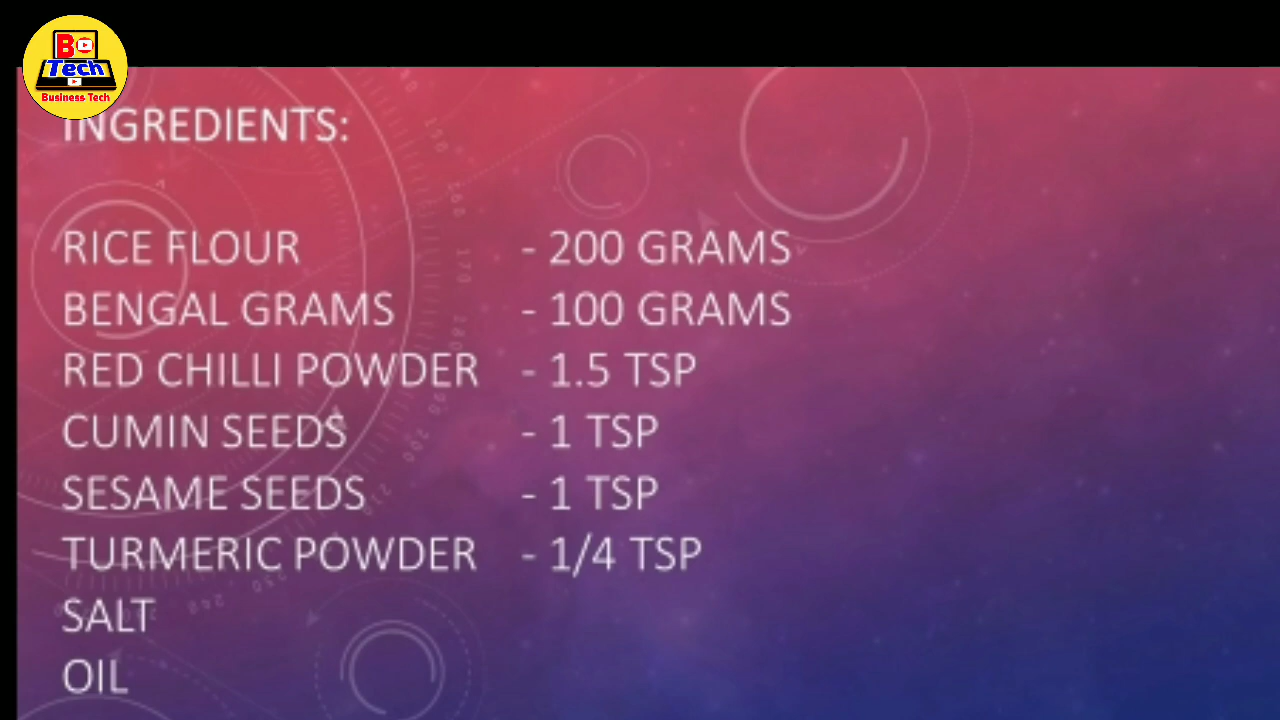 B
Tech
Business Tech
INGREDIENTS:
RICE FLOUR - 200 GRAMS
BENGAL GRAMS - 100 GRAMS
RED CHILLI POWDER - 1.5 TSP
CUMIN SEEDS - 1 TSP
SESAME SEEDS - 1 TSP
TURMERIC POWDER - 1/4 TSP
SALT
OIL